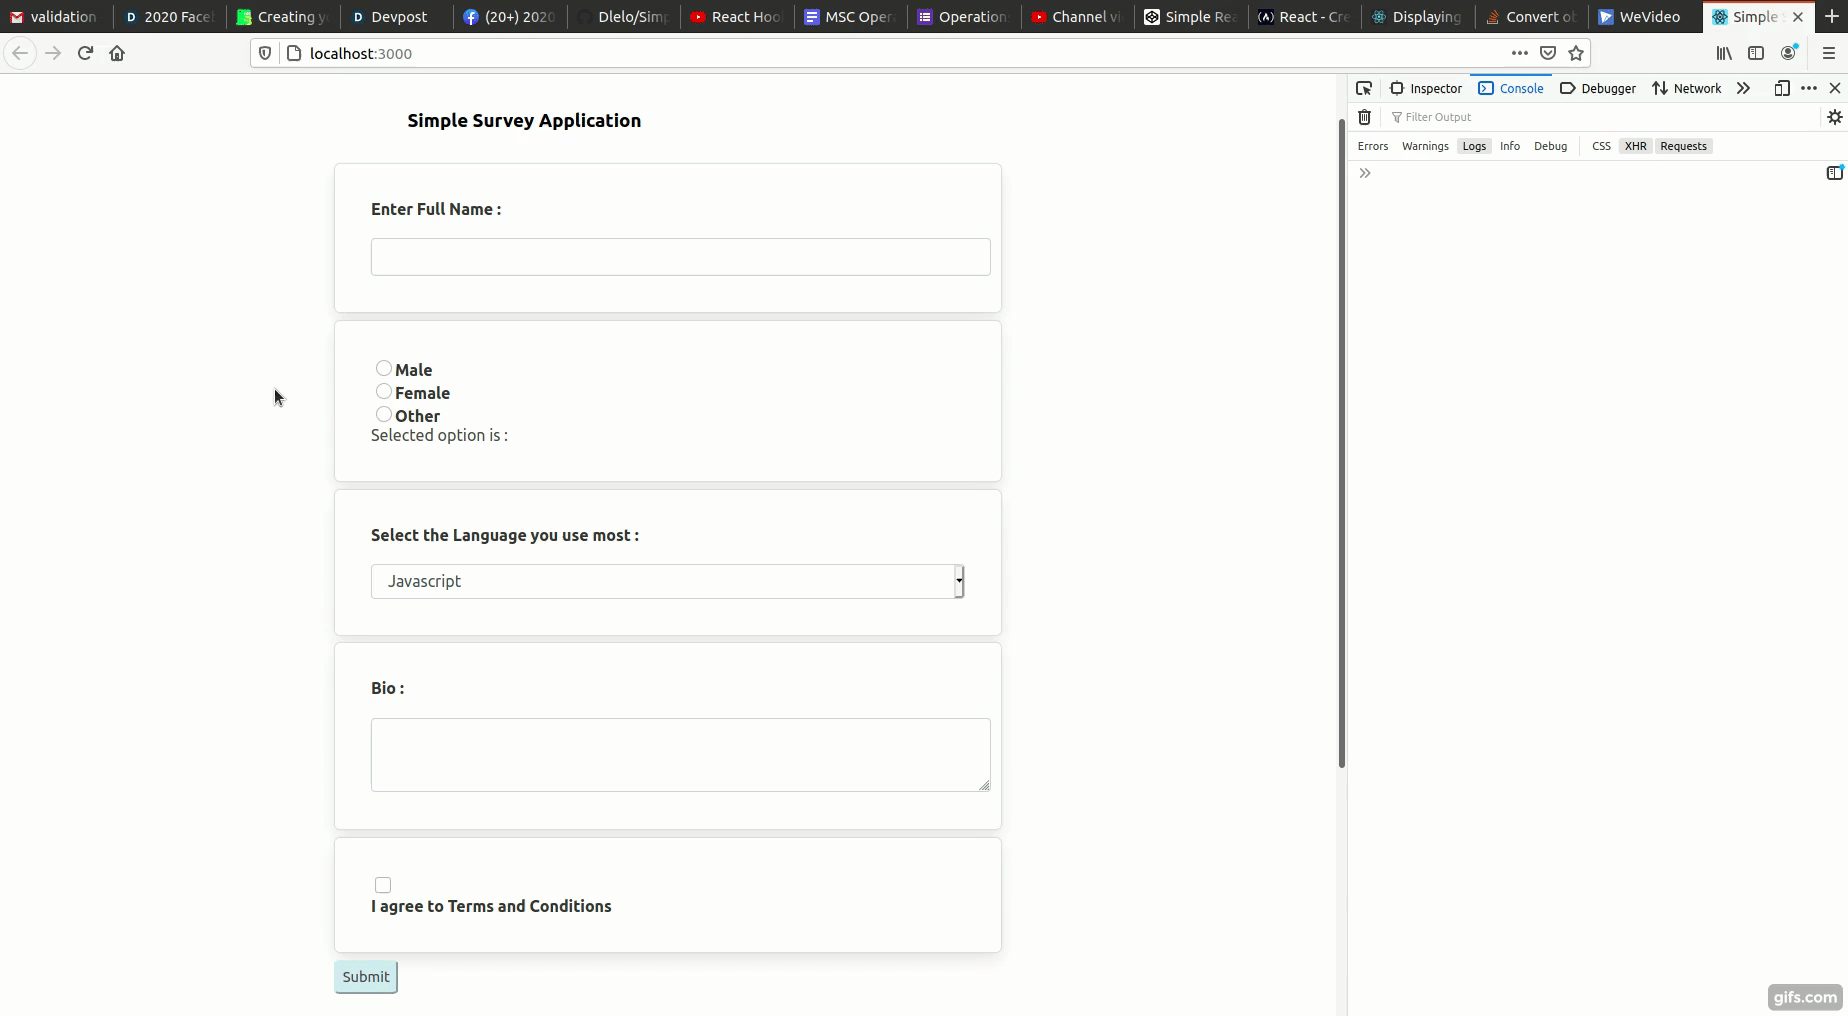 validation
2020 Face
Creating y
Devpost
(20+) 2020
Dlelo/Simp
React Hoo
MSC Oper
Operation
Channel vi
Simple Rea
React - Cre
Displaying
Convert ob
WeVideo
Simple
localhost:3000
Inspector
Console
Debugger
Network
Filter Output
Errors Warnings Logs Info Debug CSS XHR Requests
Simple Survey Application
Enter Full Name :
Male
Female
Other
Selected option is :
Select the Language you use most :
Javascript
Bio :
I agree to Terms and Conditions
Submit
gifs.com